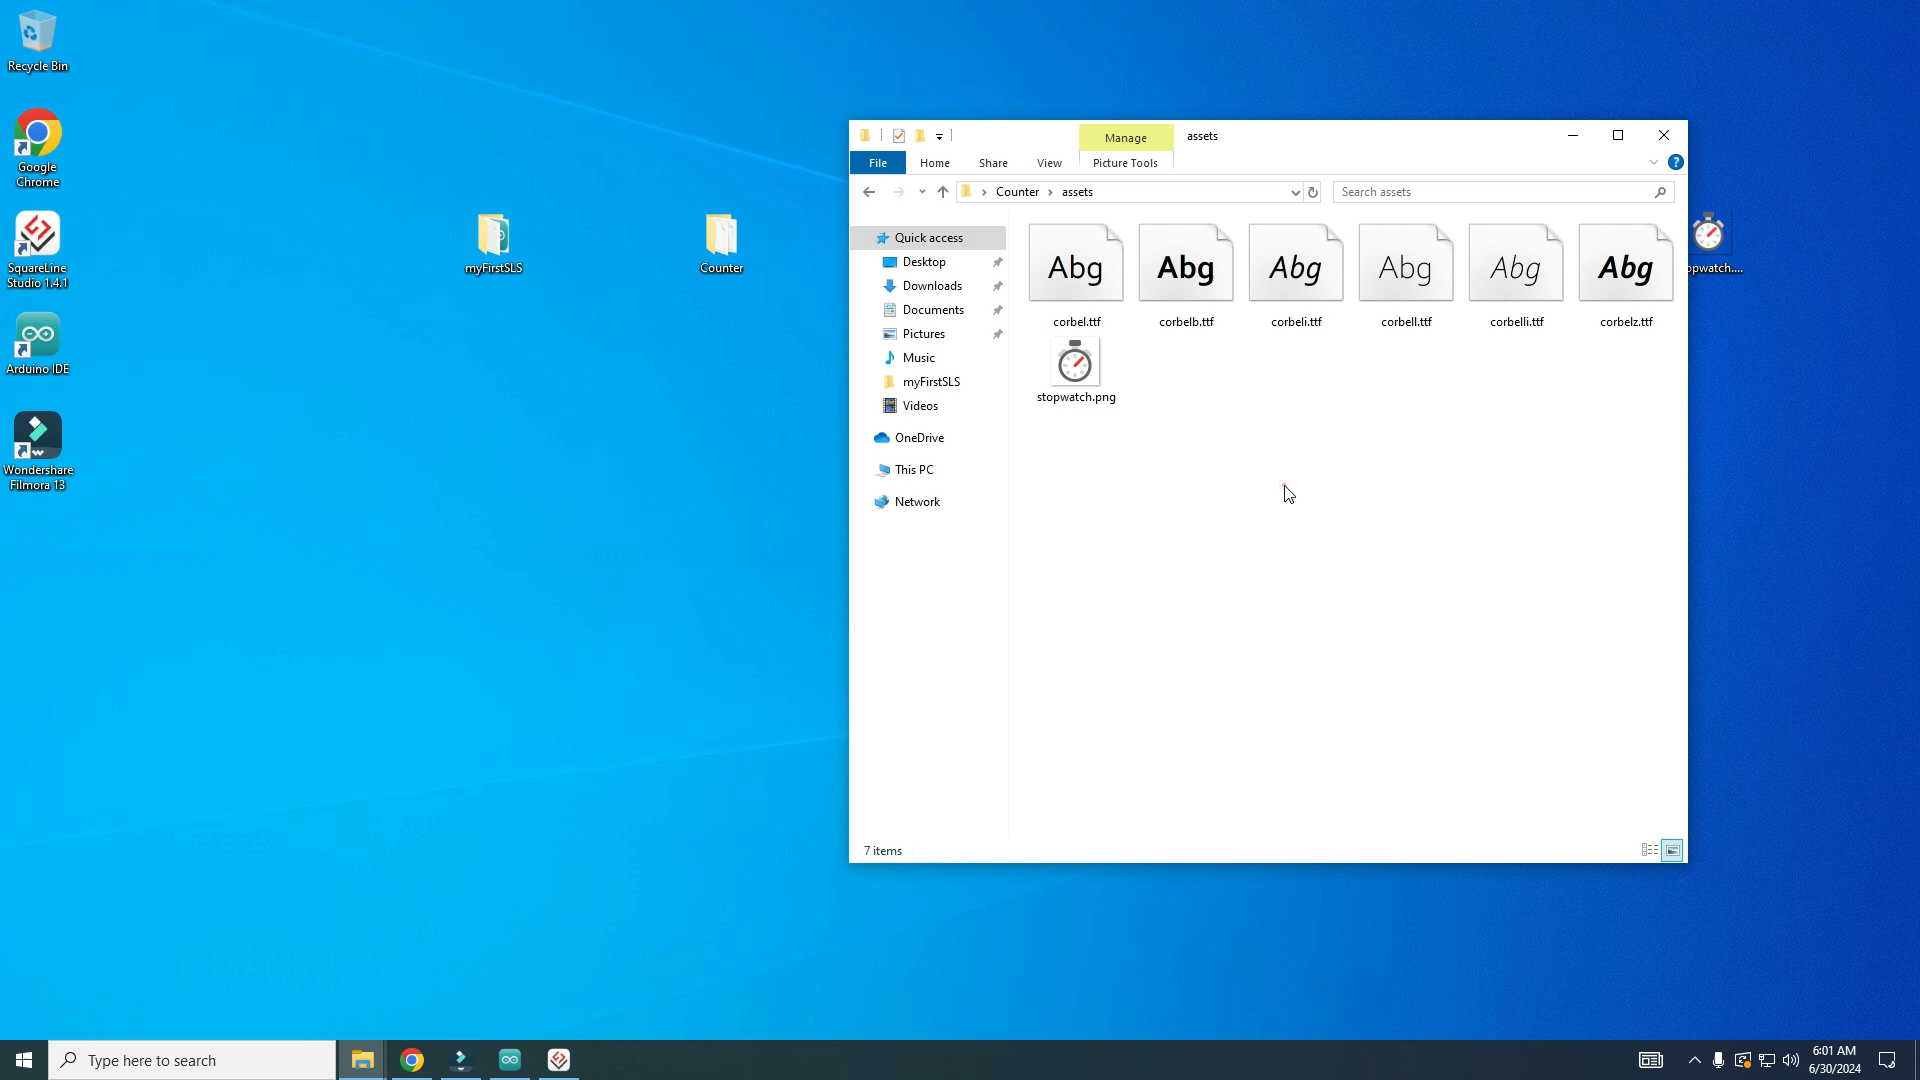 Recycle Bin
Google
Chrome
SquareLine
Studio 1.4.1
Arduino IDE
Wondershare
Filmora 13
myFirstSLS
Counter
Manage
assets
File
Home
Share
View
Picture Tools
Counter
assets
Search assets
Quick access
Desktop
Downloads
Documents
Pictures
Music
myFirstSLS
Videos
OneDrive
This PC
Network
Abg
Abg
Abg
Abg
Abg
Abg
corbel.ttf
corbelb.ttf
corbeli.ttf
corbell.ttf
corbelli.ttf
corbelz.ttf
stopwatch.png
opwatch....
7 items
Type here to search
6:01 AM
6/30/2024